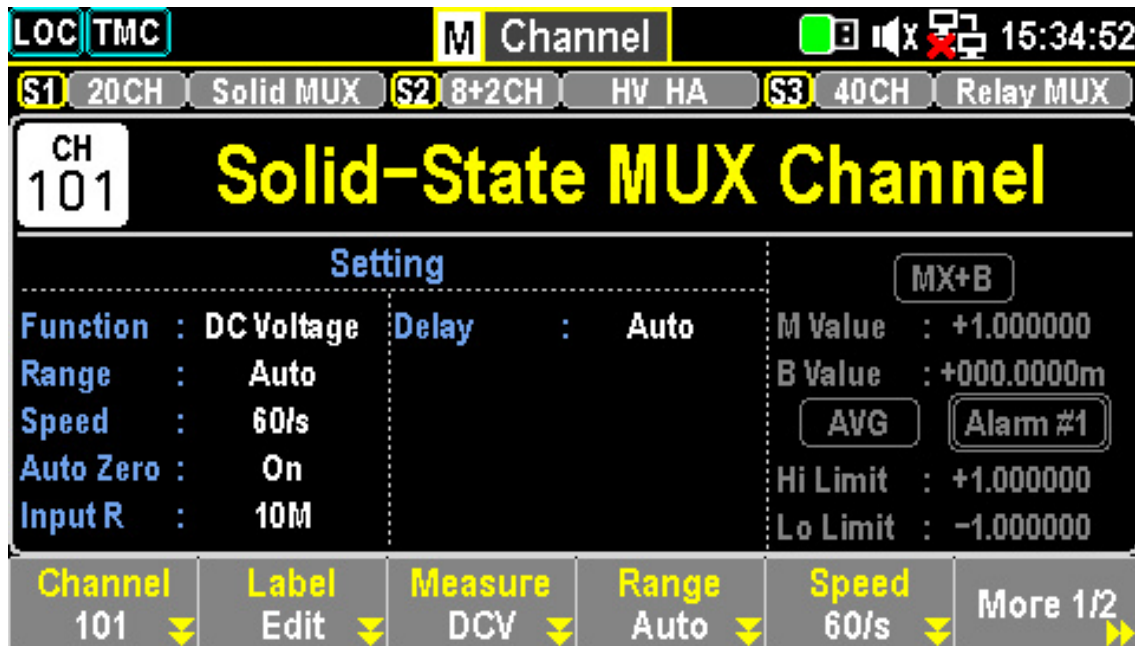 LOC TMC M Channel X 15:34:52
S1 20CH Solid MUX S2 8+2CH HV HA S3 40CH Relay MUX
CH
101
Solid-State MUX Channel
Setting
Function : DC Voltage
Range : Auto
Speed : 60/s
Auto Zero : On
Input R : 10M
Delay : Auto
MX+B
M Value : +1.000000
B Value : +000.0000m
AVG Alarm #1
Hi Limit : +1.000000
Lo Limit : -1.000000
Channel Label Measure Range Speed More 1/2
101 Edit DCV Auto 60/s